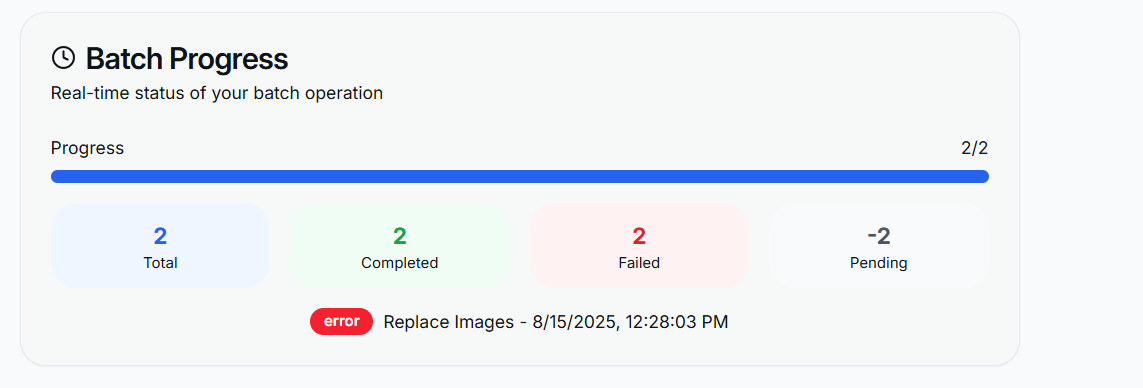 Batch Progress
Real-time status of your batch operation
Progress 2/2
2 2 2 -2
Total Completed Failed Pending
error Replace Images - 8/15/2025, 12:28:03 PM